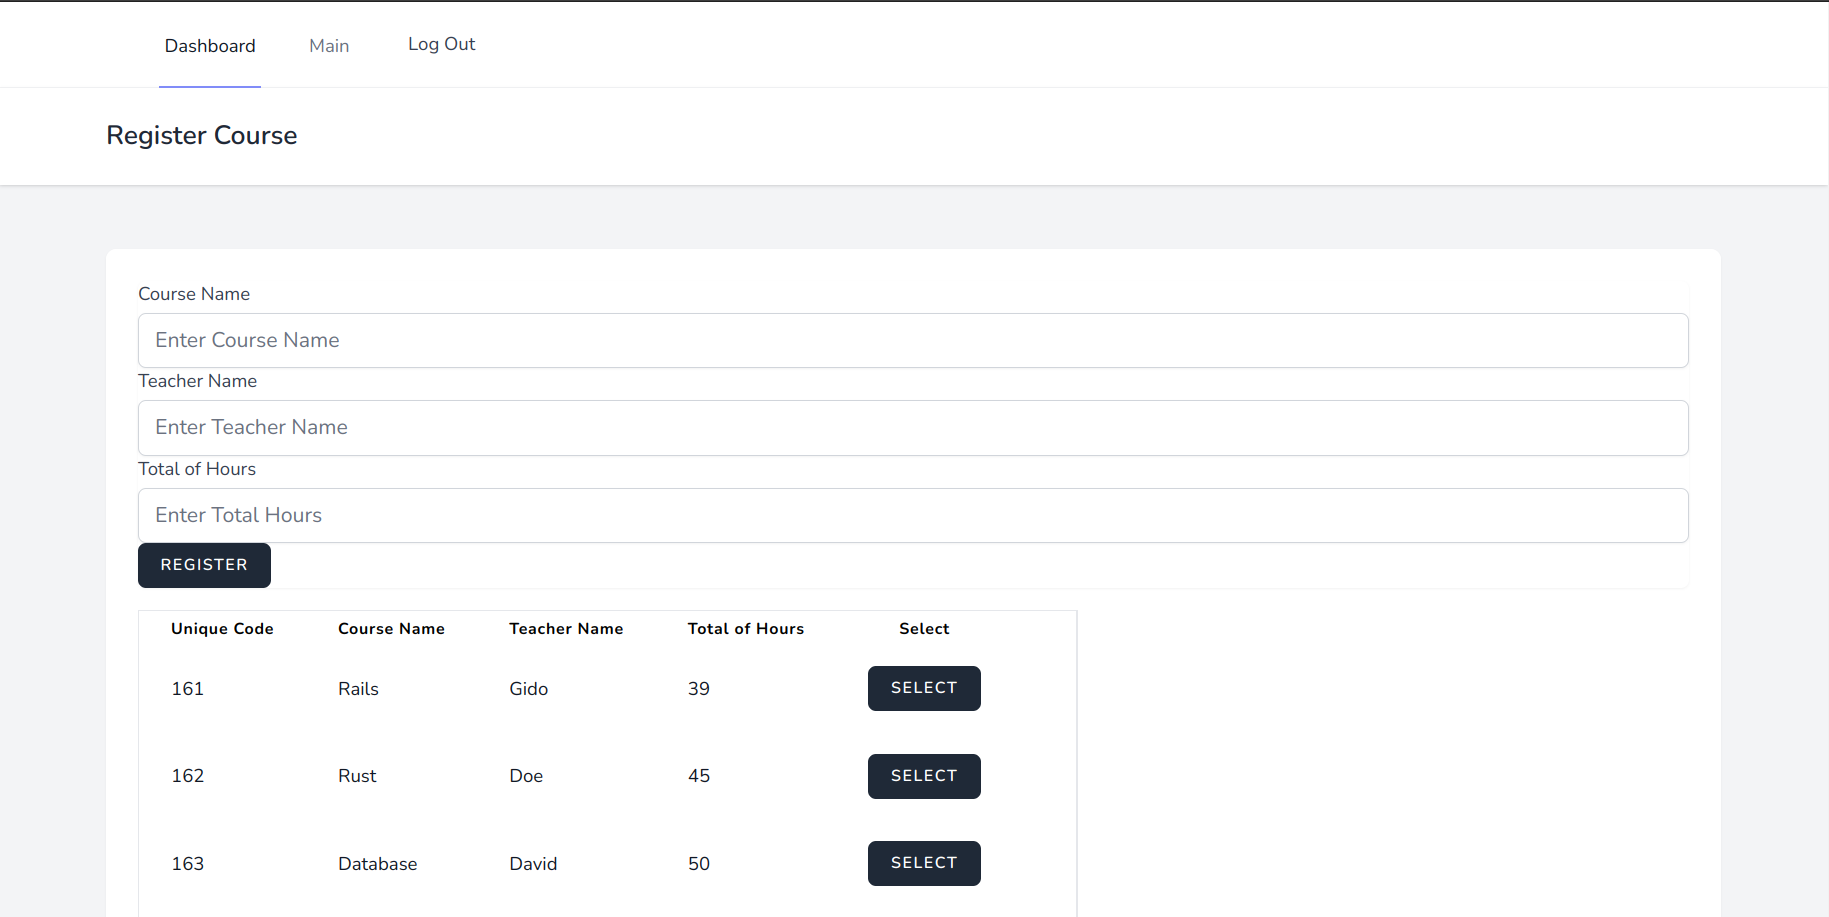 Dashboard Main Log Out
Register Course
Course Name
Enter Course Name
Teacher Name
Enter Teacher Name
Total of Hours
Enter Total Hours
REGISTER
Unique Code Course Name Teacher Name Total of Hours Select
161 Rails Gido 39 SELECT
162 Rust Doe 45 SELECT
163 Database David 50 SELECT